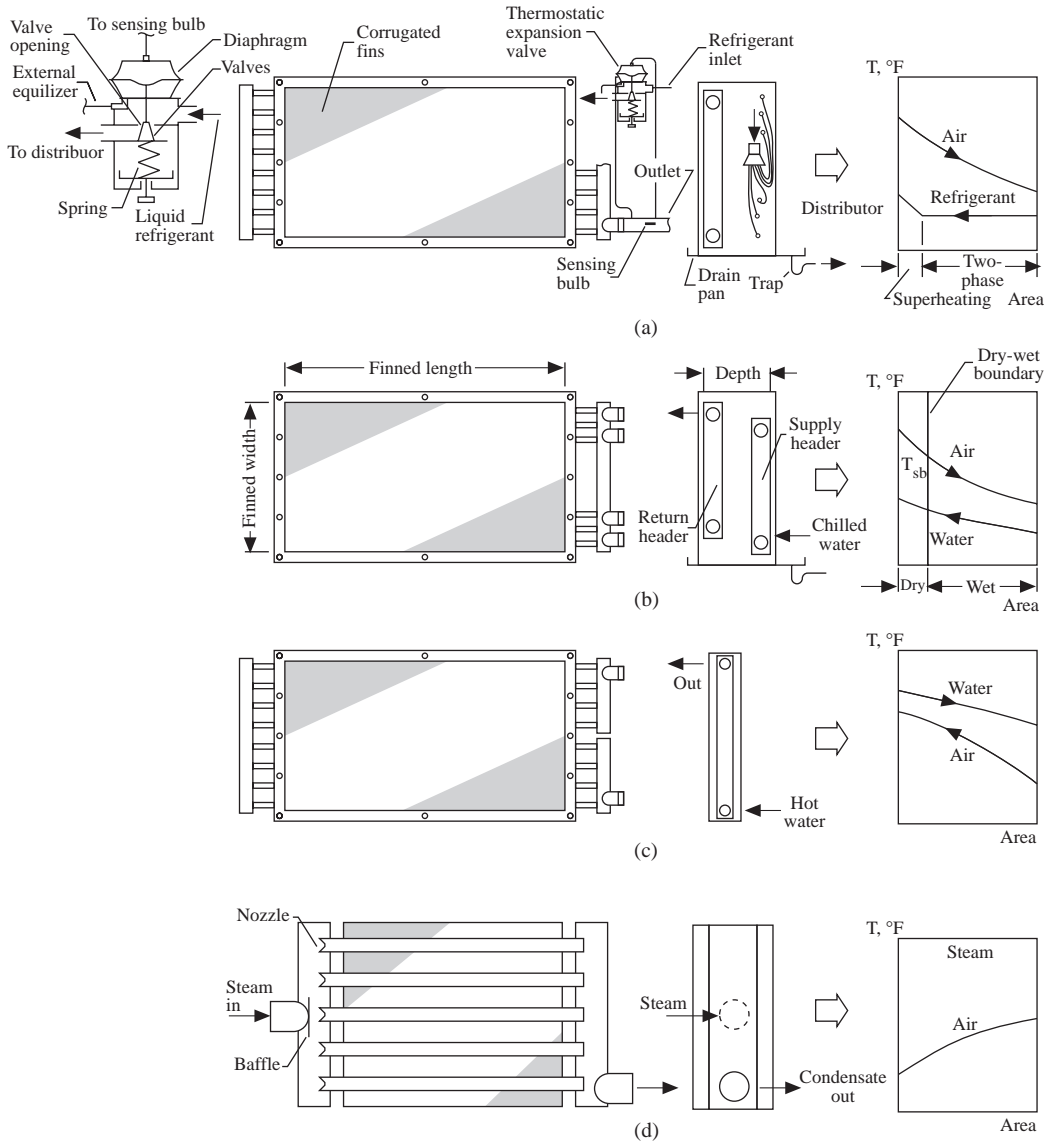 To sensing bulb
Valve
opening
Diaphragm
External
equilizer
Valves
To distribuor
Spring
Liquid
refrigerant
Corrugated
fins
Thermostatic
expansion
valve
Refrigerant
inlet
Outlet
Sensing
bulb
Drain
pan
Trap
Distributor
T, °F
Air
Refrigerant
Two-
phase
Superheating
Area
(a)
Finned length
Finned width
Depth
Supply
header
Return
header
Chilled
water
T, °F
Dry-wet
boundary
Tsb
Air
Water
Dry
Wet
Area
(b)
Out
Hot
water
T, °F
Water
Air
Area
(c)
Nozzle
Steam
in
Baffle
Steam
Condensate
out
T, °F
Steam
Air
Area
(d)